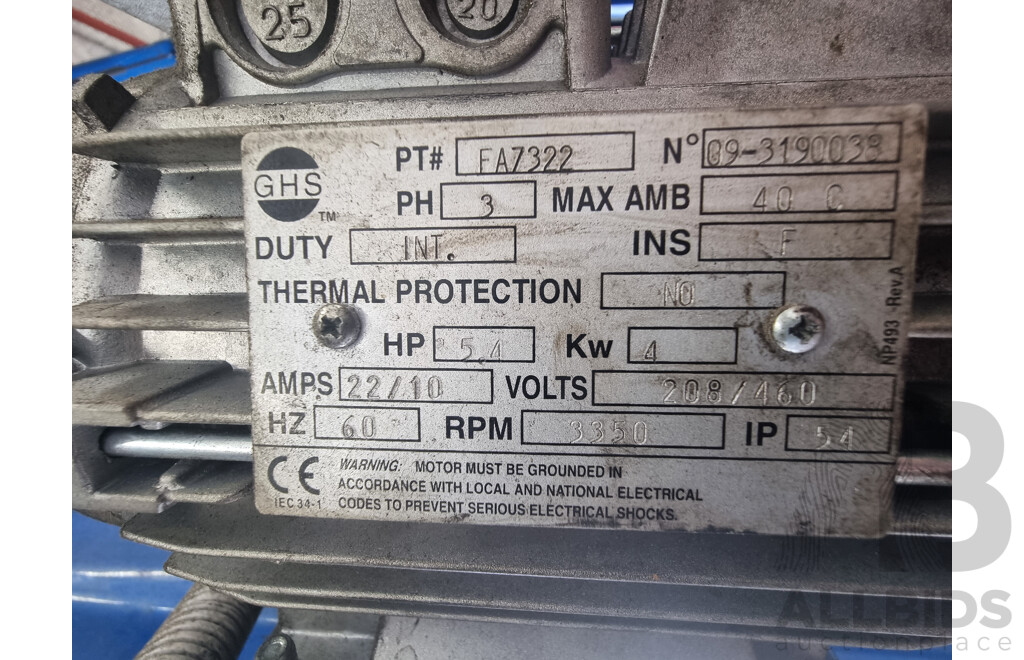 25 20
GHS
TM
PT# FA7322 N° 09-3190038
PH 3 MAX AMB 40 C
DUTY INT. INS F
THERMAL PROTECTION NO
HP 5.4 Kw 4
AMPS 22/10 VOLTS 208/460
HZ 60 RPM 3350 IP 54
CE
IEC 34-1
WARNING: MOTOR MUST BE GROUNDED IN
ACCORDANCE WITH LOCAL AND NATIONAL ELECTRICAL
CODES TO PREVENT SERIOUS ELECTRICAL SHOCKS.
NP493 Rev.A
B
ALLBIDS
auctionplace